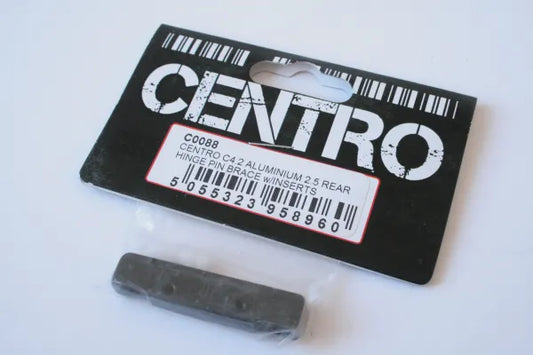 CENTRO
C0088
CENTRO C4.2 ALUMINIUM 2.5 REAR
HINGE PIN BRACE w/INSERTS
5 055323 958960